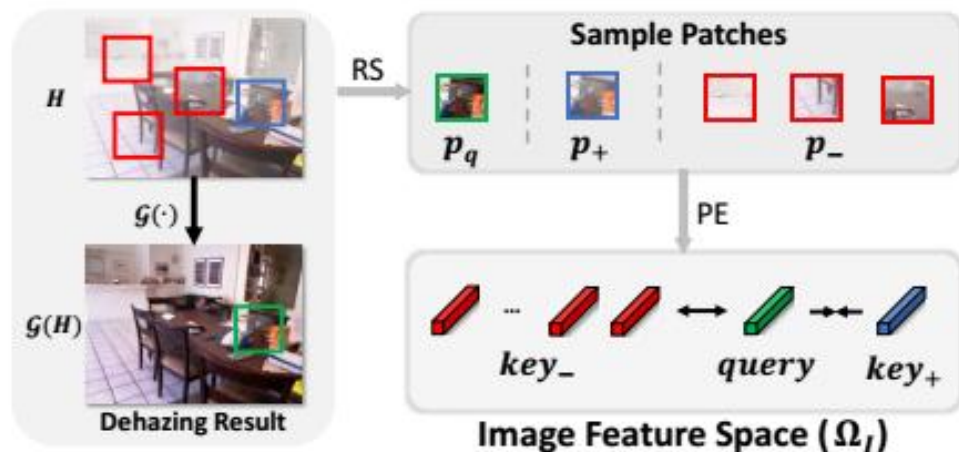 H
𝒢(·)
𝒢(H)
Dehazing Result
RS
Sample Patches
p_q
p_+
p_-
PE
... 
key_-
query
key_+
Image Feature Space (Ω_I)